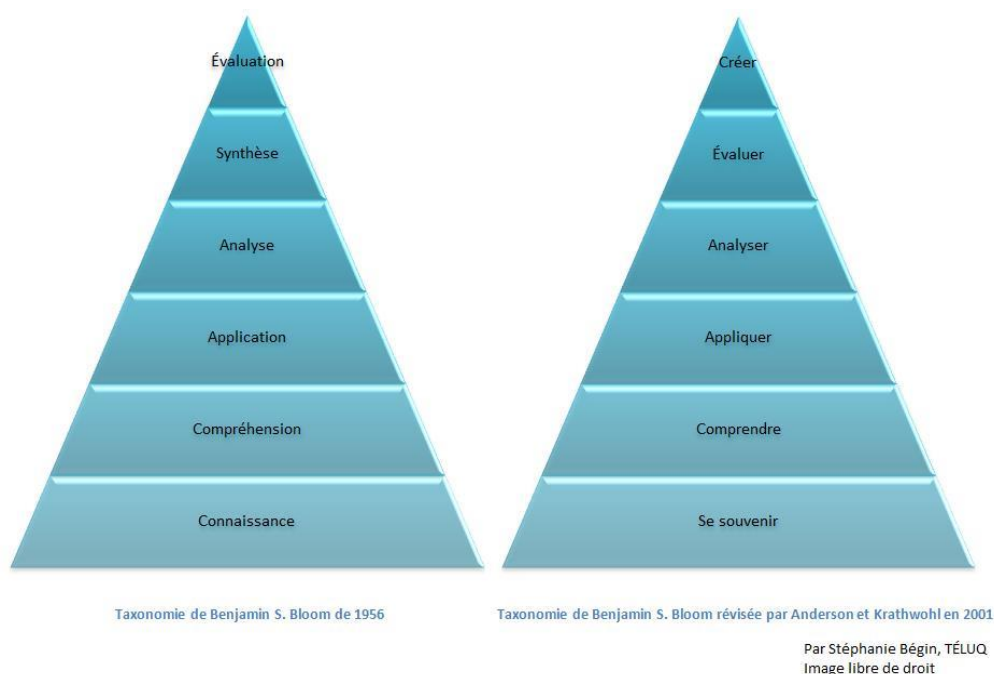 Évaluation
Synthèse
Analyse
Application
Compréhension
Connaissance
Taxonomie de Benjamin S. Bloom de 1956
Créer
Évaluer
Analyser
Appliquer
Comprendre
Se souvenir
Taxonomie de Benjamin S. Bloom révisée par Anderson et Krathwohl en 2001
Par Stéphanie Bégin, TÉLUQ
Image libre de droit